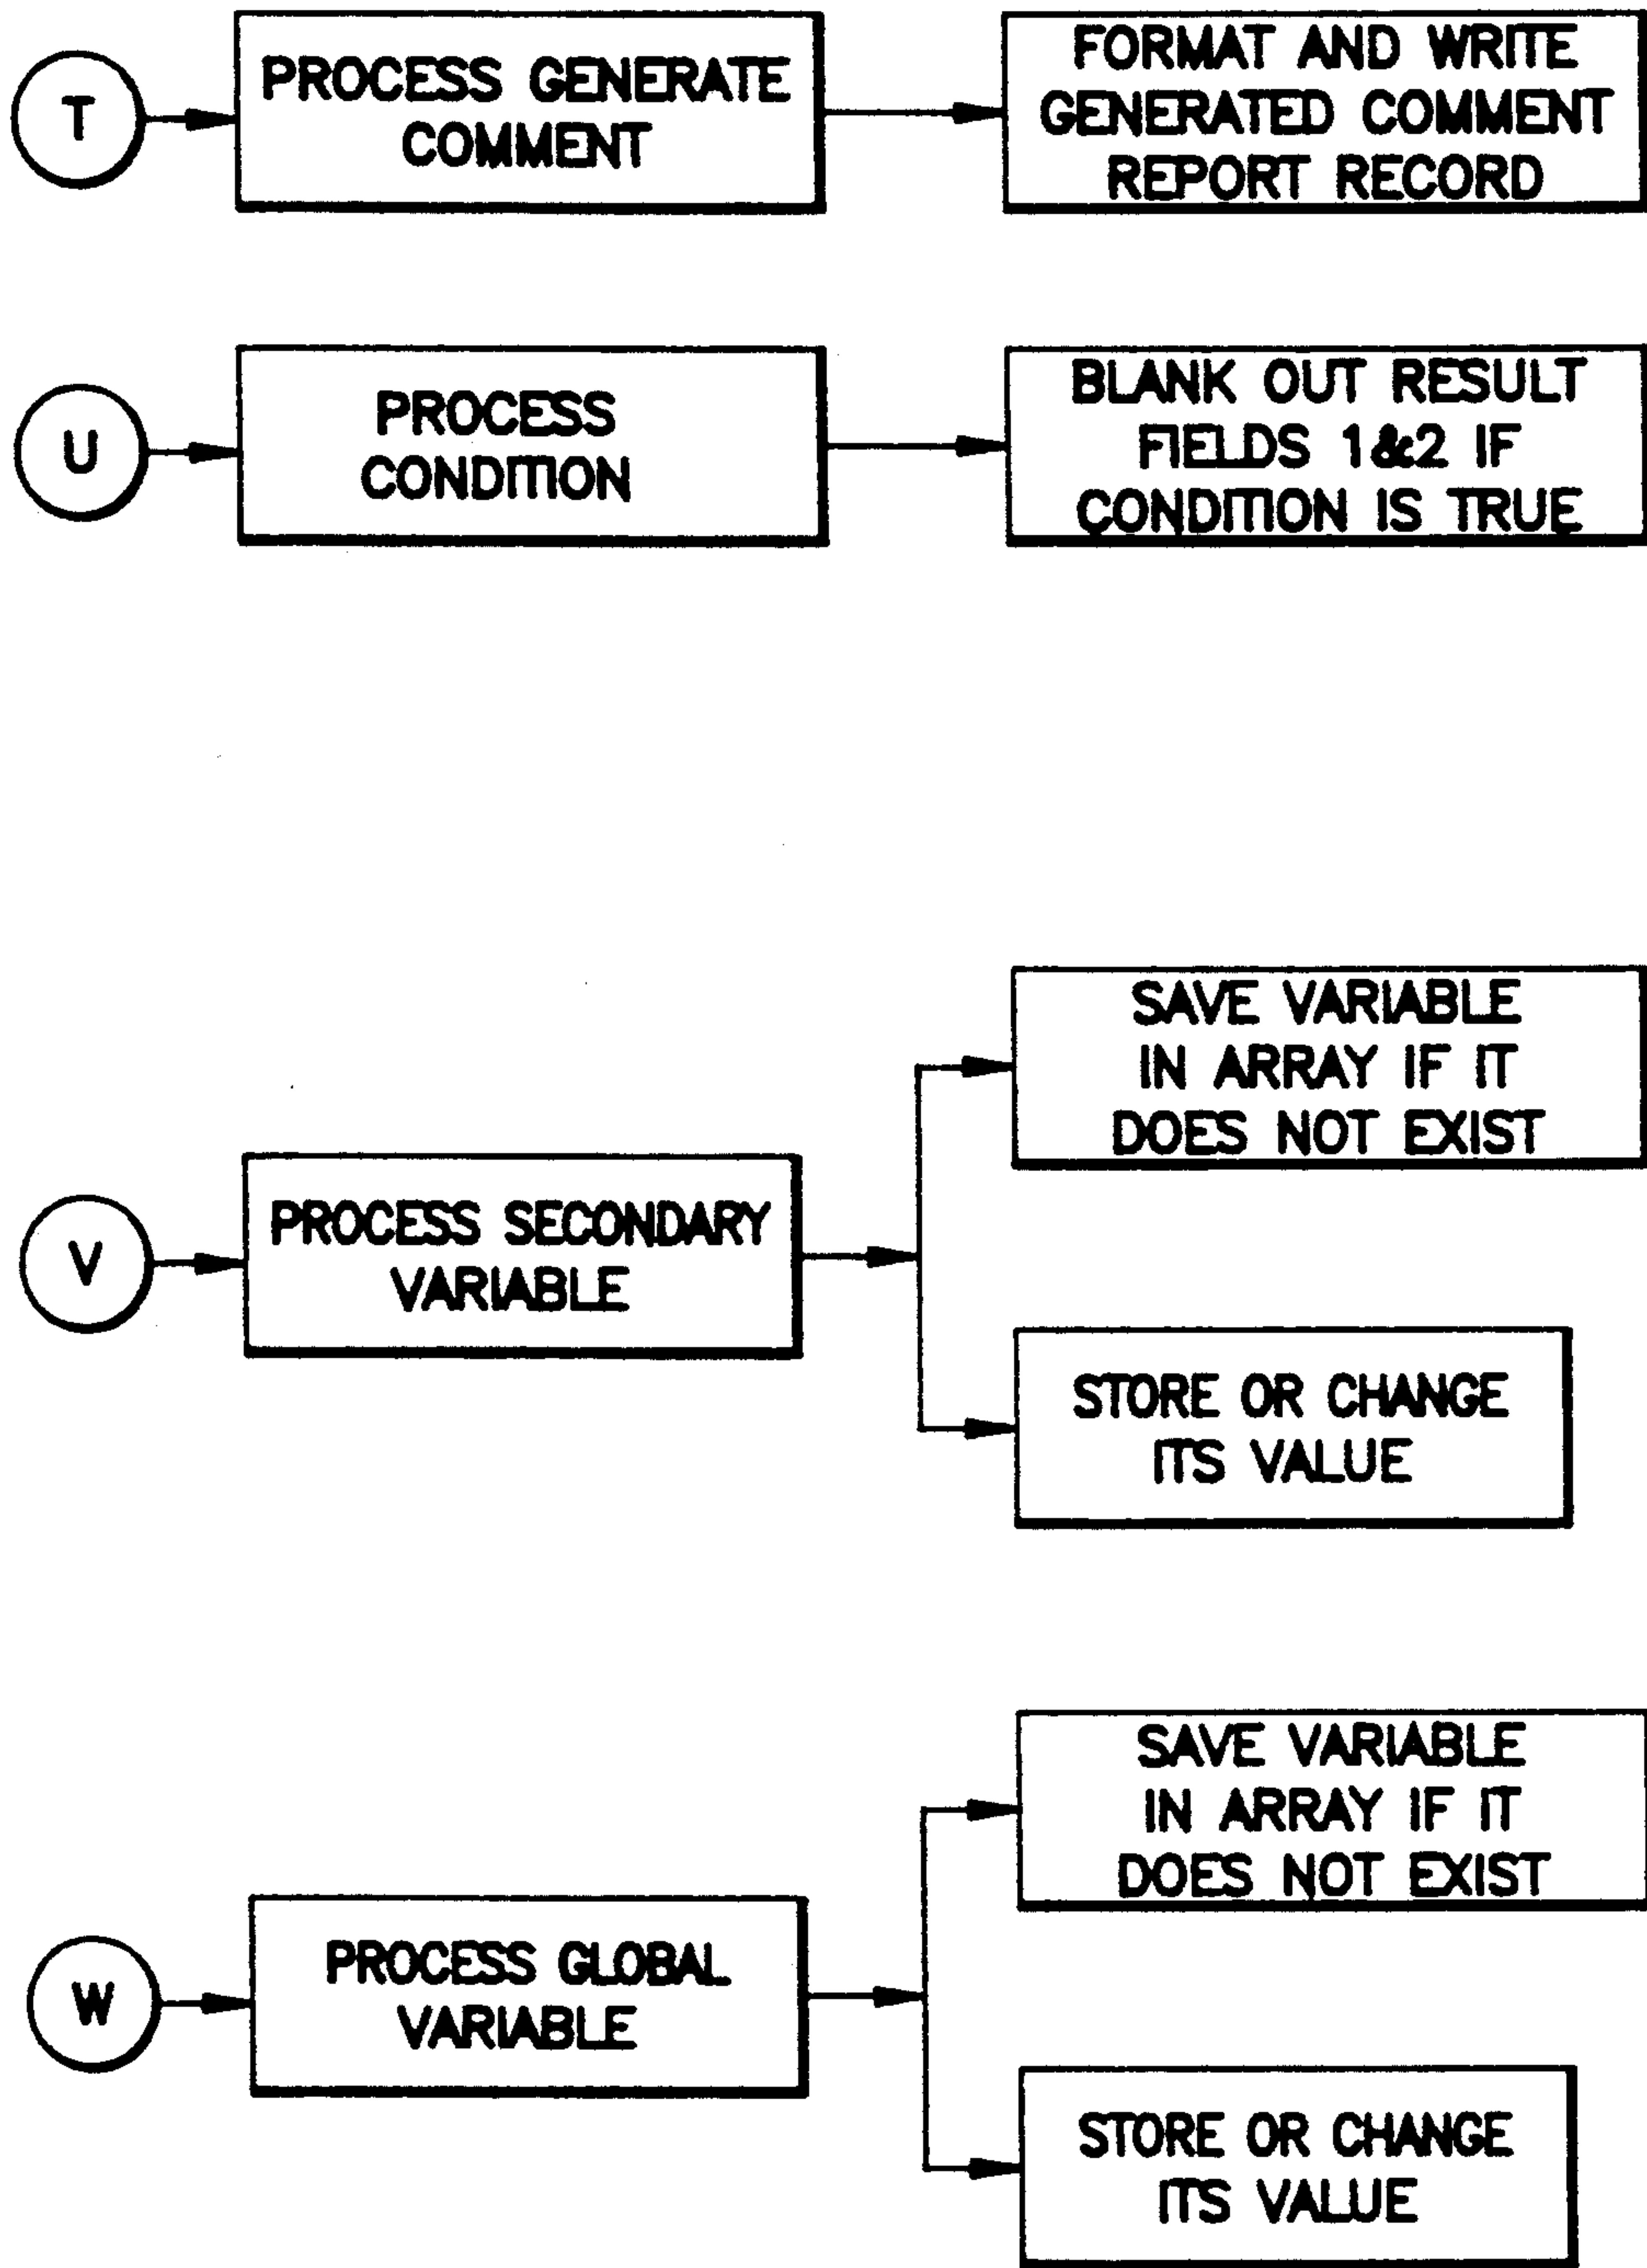 T
PROCESS GENERATE
COMMENT
FORMAT AND WRITE
GENERATED COMMENT
REPORT RECORD
U
PROCESS
CONDITION
BLANK OUT RESULT
FIELDS 1&2 IF
CONDITION IS TRUE
V
PROCESS SECONDARY
VARIABLE
SAVE VARIABLE
IN ARRAY IF IT
DOES NOT EXIST
STORE OR CHANGE
ITS VALUE
W
PROCESS GLOBAL
VARIABLE
SAVE VARIABLE
IN ARRAY IF IT
DOES NOT EXIST
STORE OR CHANGE
ITS VALUE